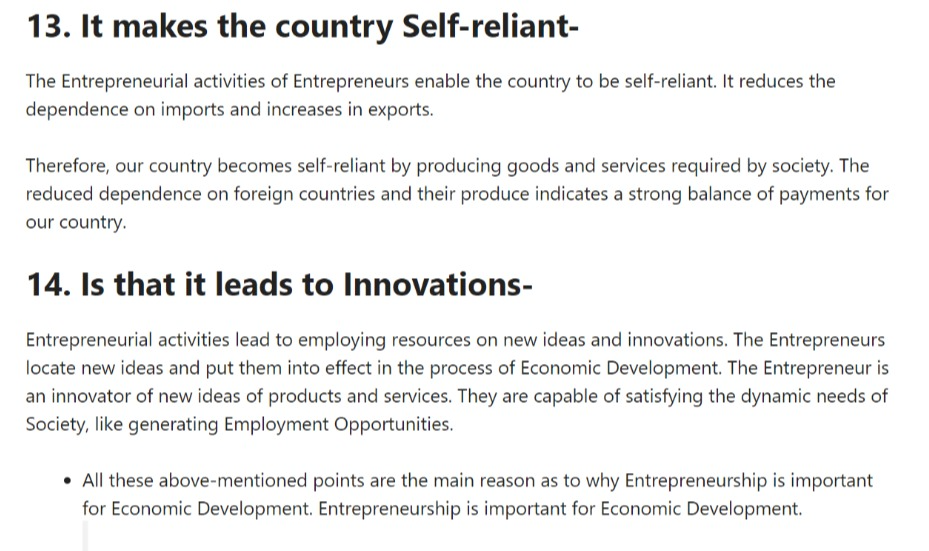 13. It makes the country Self-reliant-
The Entrepreneurial activities of Entrepreneurs enable the country to be self-reliant. It reduces the
dependence on imports and increases in exports.
Therefore, our country becomes self-reliant by producing goods and services required by society. The
reduced dependence on foreign countries and their produce indicates a strong balance of payments for
our country.
14. Is that it leads to Innovations-
Entrepreneurial activities lead to employing resources on new ideas and innovations. The Entrepreneurs
locate new ideas and put them into effect in the process of Economic Development. The Entrepreneur is
an innovator of new ideas of products and services. They are capable of satisfying the dynamic needs of
Society, like generating Employment Opportunities.
• All these above-mentioned points are the main reason as to why Entrepreneurship is important
for Economic Development. Entrepreneurship is important for Economic Development.